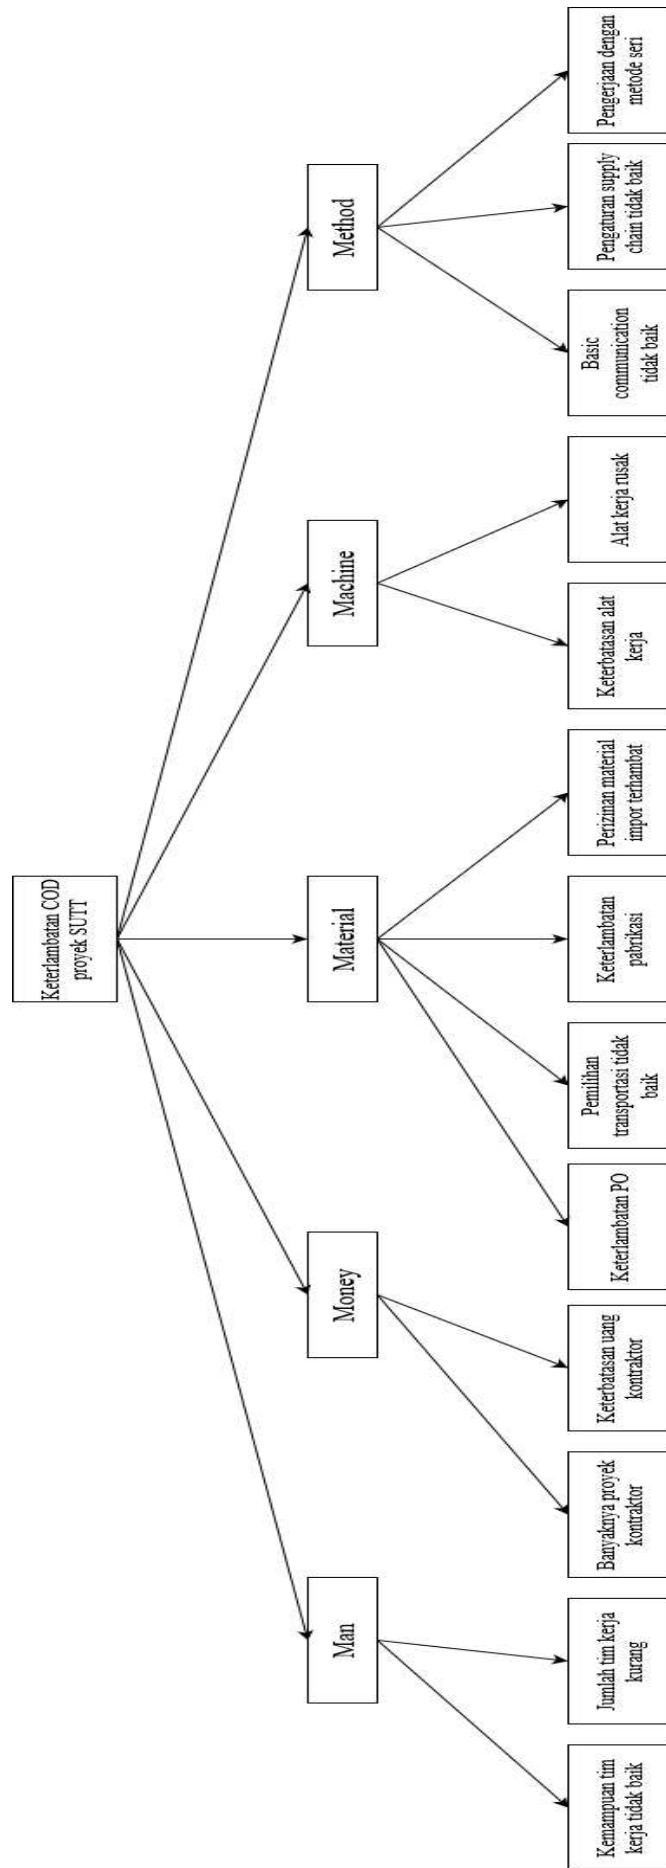 Keterlambatan COD
proyek SUTT
Man
Money
Material
Machine
Method
Kemampuan tim
kerja tidak baik
Jumlah tim kerja
kurang
Banyaknya proyek
kontraktor
Keterbatasan uang
kontraktor
Keterlambatan PO
Pemilihan
transportasi tidak
baik
Keterlambatan
pabrikasi
Perizinan material
impor terhambat
Keterbatasan alat
kerja
Alat kerja rusak
Basic
communication
tidak baik
Pengaturan supply
chain tidak baik
Pengerjaan dengan
metode seri